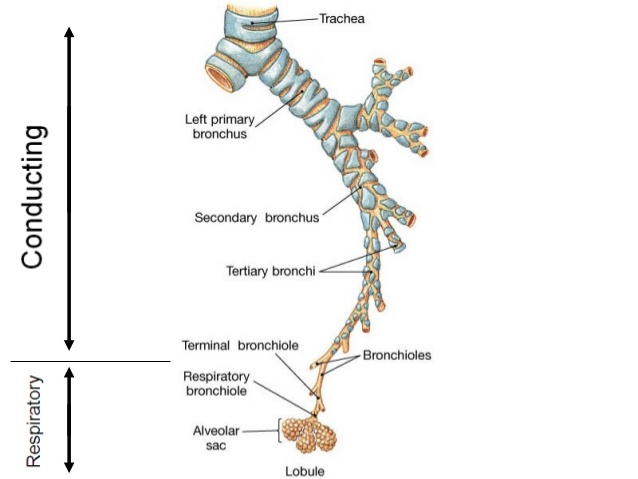 Trachea
Left primary
bronchus
Secondary bronchus
Tertiary bronchi
Terminal bronchiole
Bronchioles
Respiratory
bronchiole
Alveolar
sac
Lobule
Conducting
Respiratory